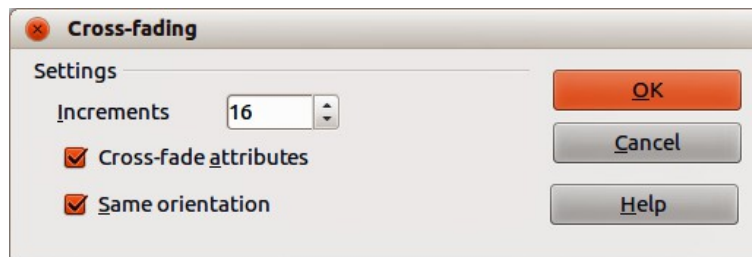 Cross-fading
Settings
Increments 16
Cross-fade attributes
Same orientation
OK
Cancel
Help